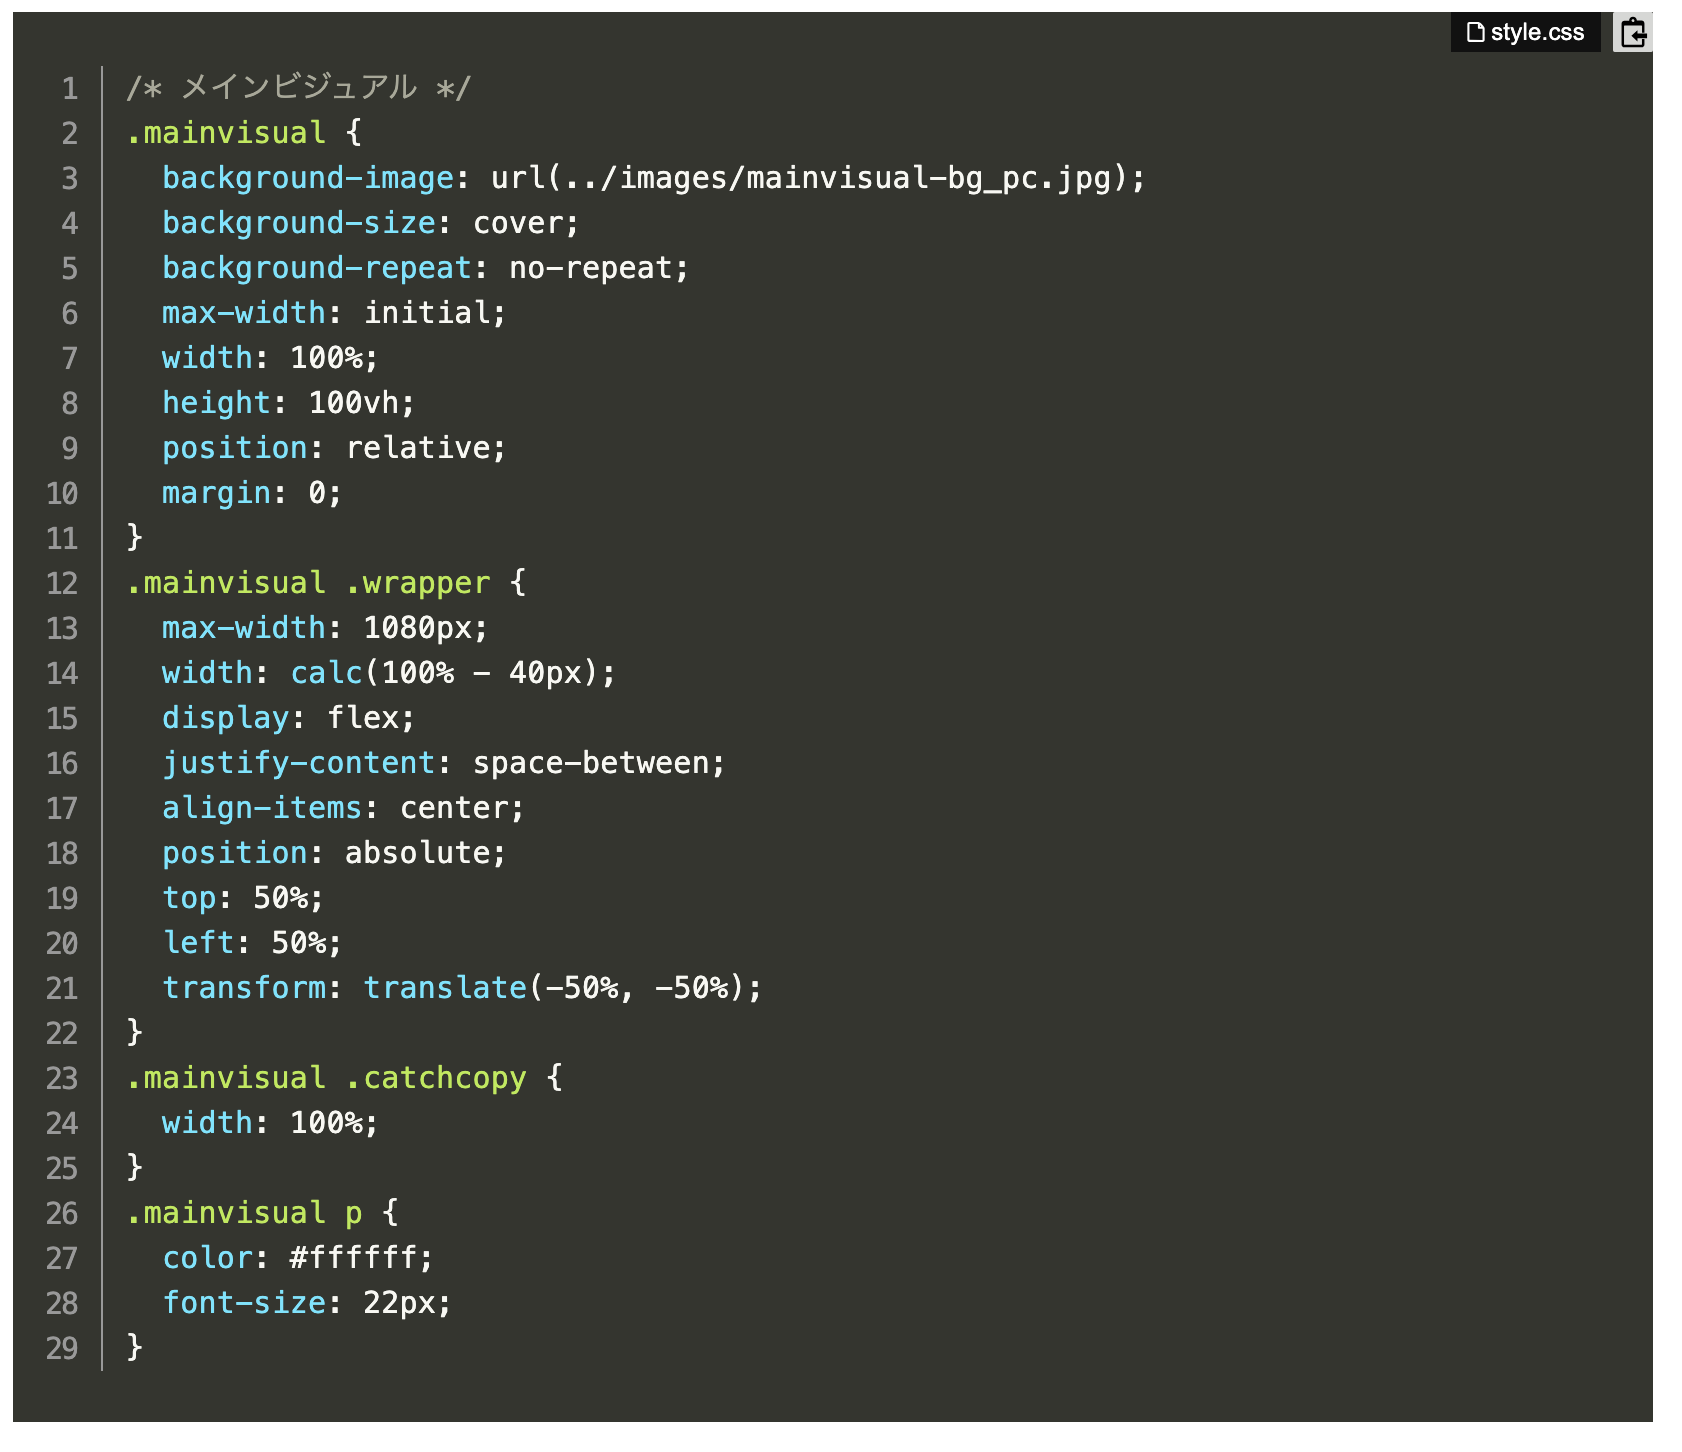 style.css
1 /* メインビジュアル */
2 .mainvisual {
3   background-image: url(../images/mainvisual-bg_pc.jpg);
4   background-size: cover;
5   background-repeat: no-repeat;
6   max-width: initial;
7   width: 100%;
8   height: 100vh;
9   position: relative;
10   margin: 0;
11 }
12 .mainvisual .wrapper {
13   max-width: 1080px;
14   width: calc(100% - 40px);
15   display: flex;
16   justify-content: space-between;
17   align-items: center;
18   position: absolute;
19   top: 50%;
20   left: 50%;
21   transform: translate(-50%, -50%);
22 }
23 .mainvisual .catchcopy {
24   width: 100%;
25 }
26 .mainvisual p {
27   color: #ffffff;
28   font-size: 22px;
29 }